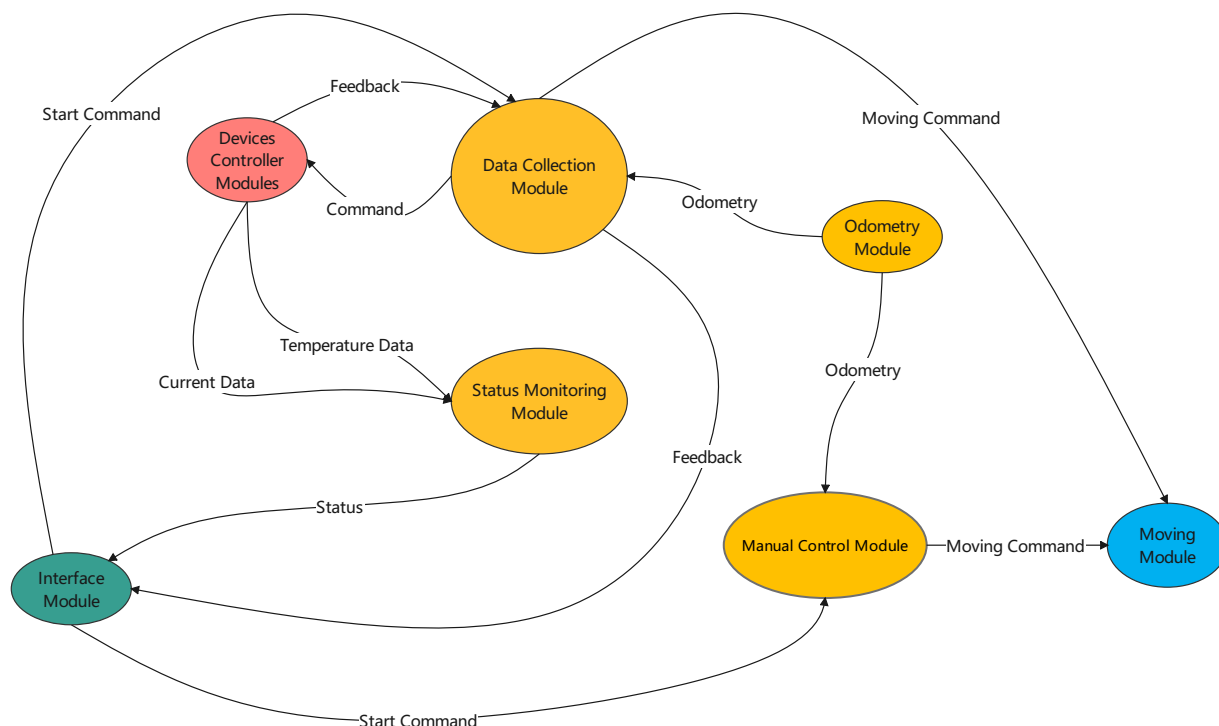 Feedback
Start Command
Moving Command
Devices
Controller
Modules
Data Collection
Module
Command
Odometry
Odometry
Module
Temperature Data
Current Data
Odometry
Status Monitoring
Module
Feedback
Status
Manual Control Module
Moving Command
Moving
Module
Interface
Module
Start Command